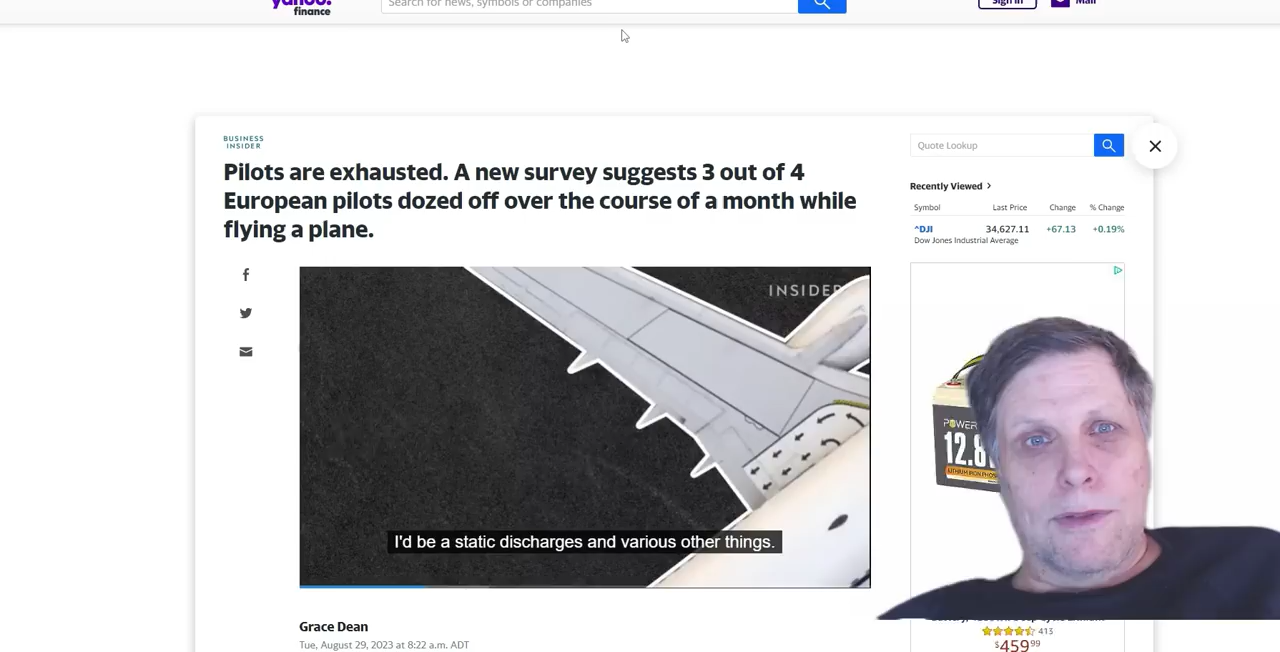 yahoo!
finance
Search for news, symbols or companies
Sign in
Mail
BUSINESS
INSIDER
Pilots are exhausted. A new survey suggests 3 out of 4
European pilots dozed off over the course of a month while
flying a plane.
INSIDER
I'd be a static discharges and various other things.
Grace Dean
Tue, August 29, 2023 at 8:22 a.m. ADT
Quote Lookup
Recently Viewed
Symbol Last Price Change % Change
^DJI 34,627.11 +67.13 +0.19%
Dow Jones Industrial Average
12.8
413
$459.99